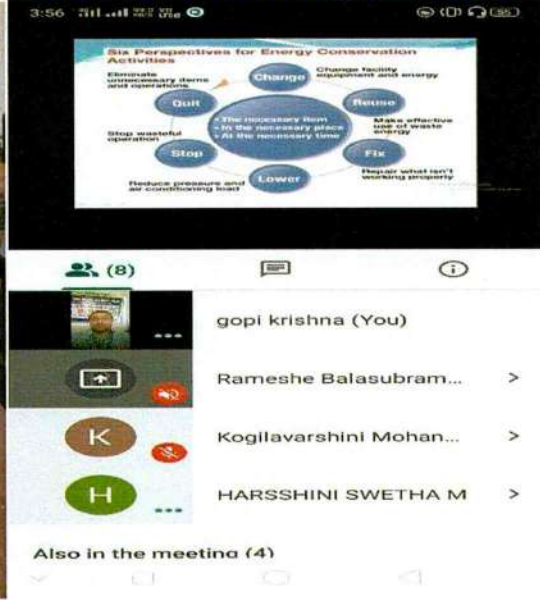 3:56
55
Six Perspectives for Energy Conservation
Activities
Eliminate
unnecessary items
and operations
Change
Change facility
equipment and energy
Quit
Reuse
• The necessary item
• In the necessary place
• At the necessary time
Make effective
use of waste
energy
Stop wasteful
operation
Stop
Fix
Lower
Repair what isn't
working properly
Reduce pressure and
air conditioning load
(8)
gopi krishna (You)
Rameshe Balasubram...
K
Kogilavarshini Mohan...
H
HARSSHINI SWETHA M
Also in the meeting (4)